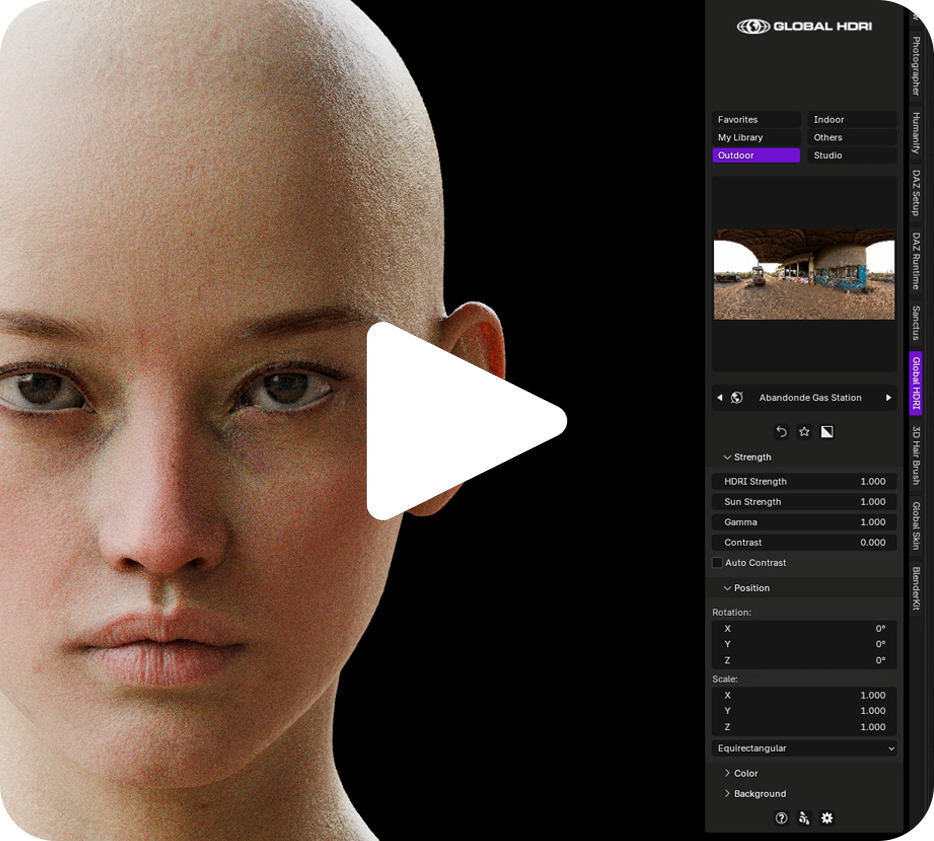 GLOBAL HDRI
Favorites
Indoor
My Library
Others
Outdoor
Studio
Abandonde Gas Station
Strength
HDRI Strength 1.000
Sun Strength 1.000
Gamma 1.000
Contrast 0.000
Auto Contrast
Position
Rotation:
X 0°
Y 0°
Z 0°
Scale:
X 1.000
Y 1.000
Z 1.000
Equirectangular
Color
Background
Photographer
Humanity
DAZ Setup
DAZ Runtime
Sanctus
Global HDRI
3D Hair Brush
Global Skin
BlenderKit